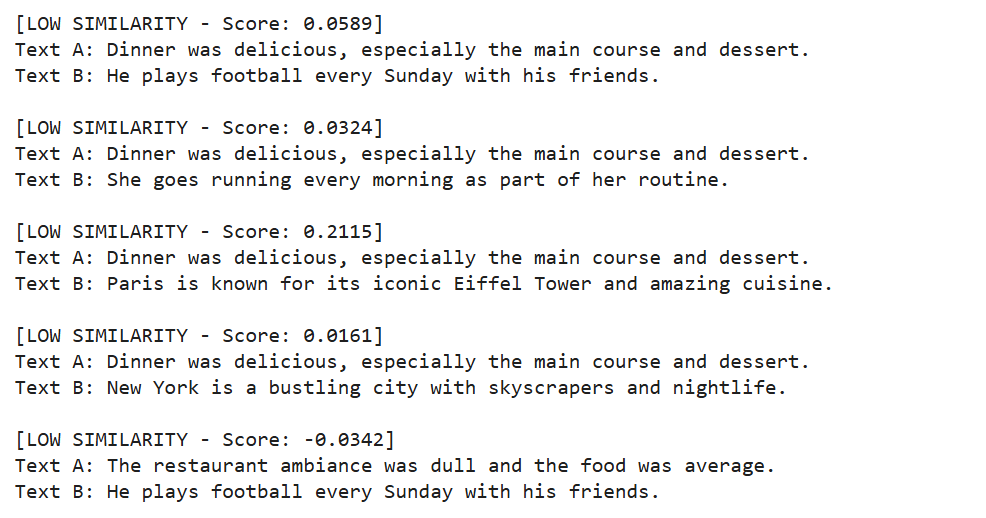 [LOW SIMILARITY - Score: 0.0589]
Text A: Dinner was delicious, especially the main course and dessert.
Text B: He plays football every Sunday with his friends.
[LOW SIMILARITY - Score: 0.0324]
Text A: Dinner was delicious, especially the main course and dessert.
Text B: She goes running every morning as part of her routine.
[LOW SIMILARITY - Score: 0.2115]
Text A: Dinner was delicious, especially the main course and dessert.
Text B: Paris is known for its iconic Eiffel Tower and amazing cuisine.
[LOW SIMILARITY - Score: 0.0161]
Text A: Dinner was delicious, especially the main course and dessert.
Text B: New York is a bustling city with skyscrapers and nightlife.
[LOW SIMILARITY - Score: -0.0342]
Text A: The restaurant ambiance was dull and the food was average.
Text B: He plays football every Sunday with his friends.